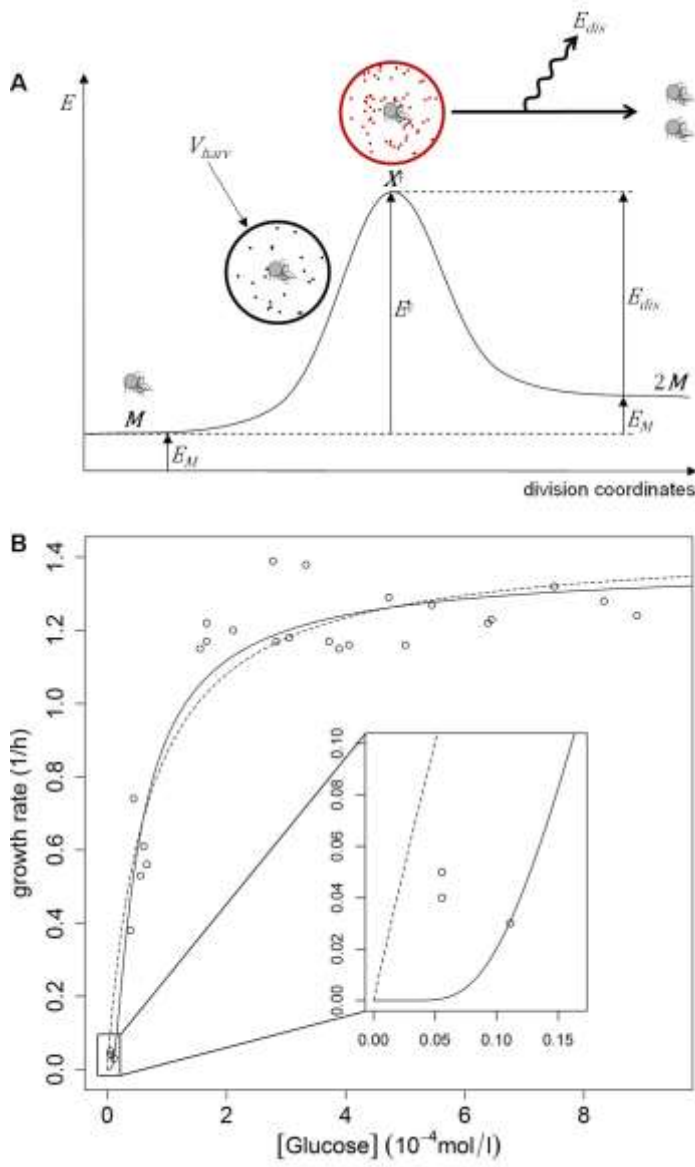 A
E
E_dis
V_harv
X‡
E‡
E_dis
M
2M
E_M
E_M
division coordinates
B
growth rate (1/h)
1.4
1.2
1.0
0.8
0.6
0.4
0.2
0.0
0.10
0.08
0.06
0.04
0.02
0.00
0.00 0.05 0.10 0.15
0 2 4 6 8
[Glucose] (10⁻⁴mol/l)